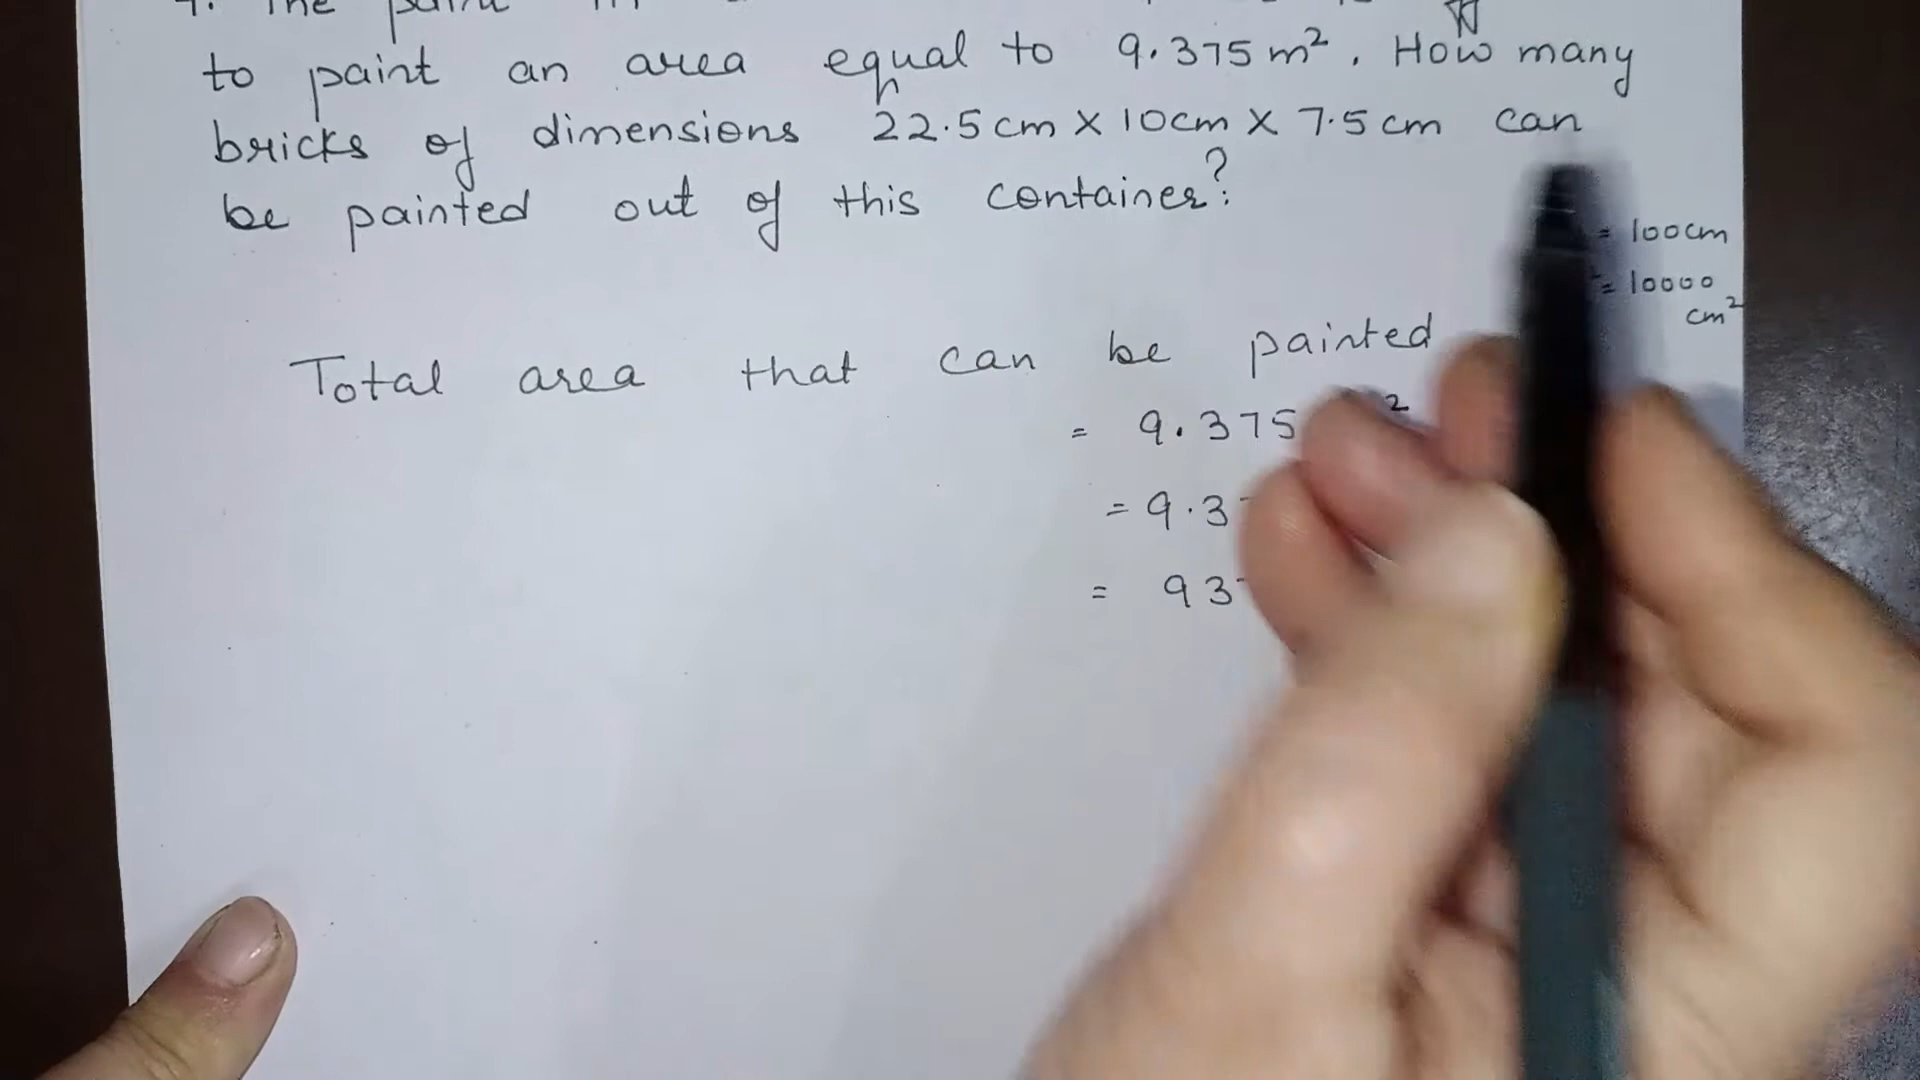 to paint an area equal to 9.375 m². How many
bricks of dimensions 22.5 cm X 10cm X 7.5 cm can
be painted out of this container?
= 100cm
= 10000
cm²
Total area that can be painted
= 9.375
= 9.3
= 93